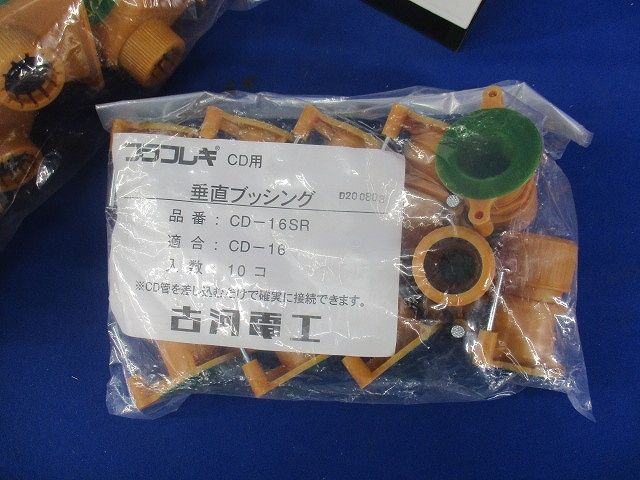 プラフレキ CD用
垂直ブッシング D20080
品番：CD-16SR
適合：CD-16
入数：10コ
※CD管を差し込むだけで確実に接続できます。
古河電工